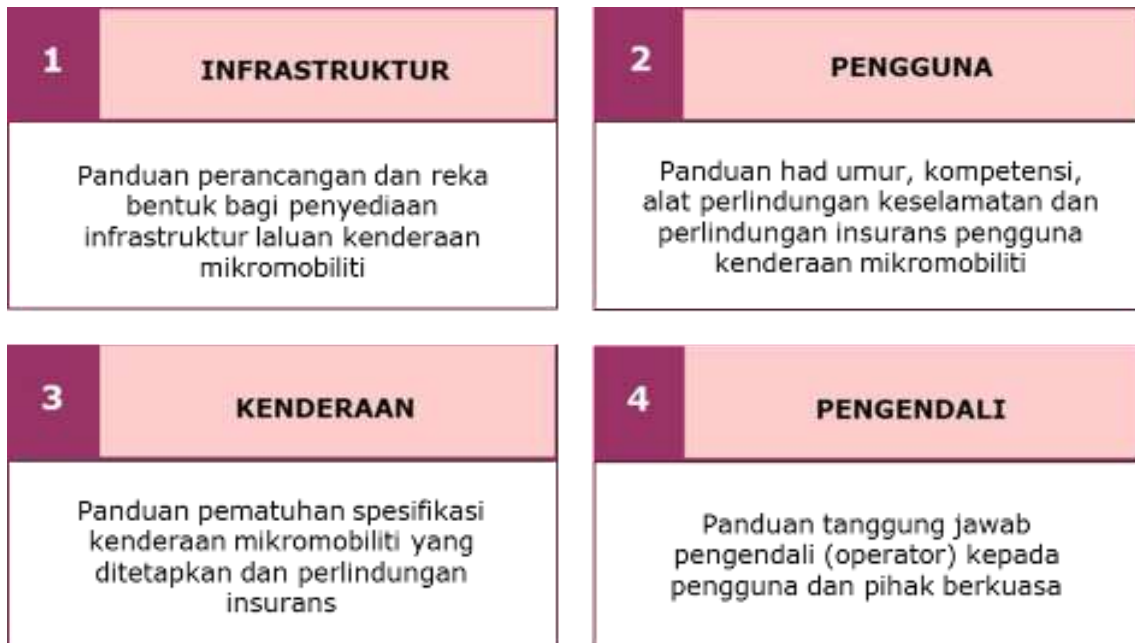 1
INFRASTRUKTUR
Panduan perancangan dan reka
bentuk bagi penyediaan
infrastruktur laluan kenderaan
mikromobiliti
2
PENGGUNA
Panduan had umur, kompetensi,
alat perlindungan keselamatan dan
perlindungan insurans pengguna
kenderaan mikromobiliti
3
KENDERAAN
Panduan pematuhan spesifikasi
kenderaan mikromobiliti yang
ditetapkan dan perlindungan
insurans
4
PENGENDALI
Panduan tanggung jawab
pengendali (operator) kepada
pengguna dan pihak berkuasa